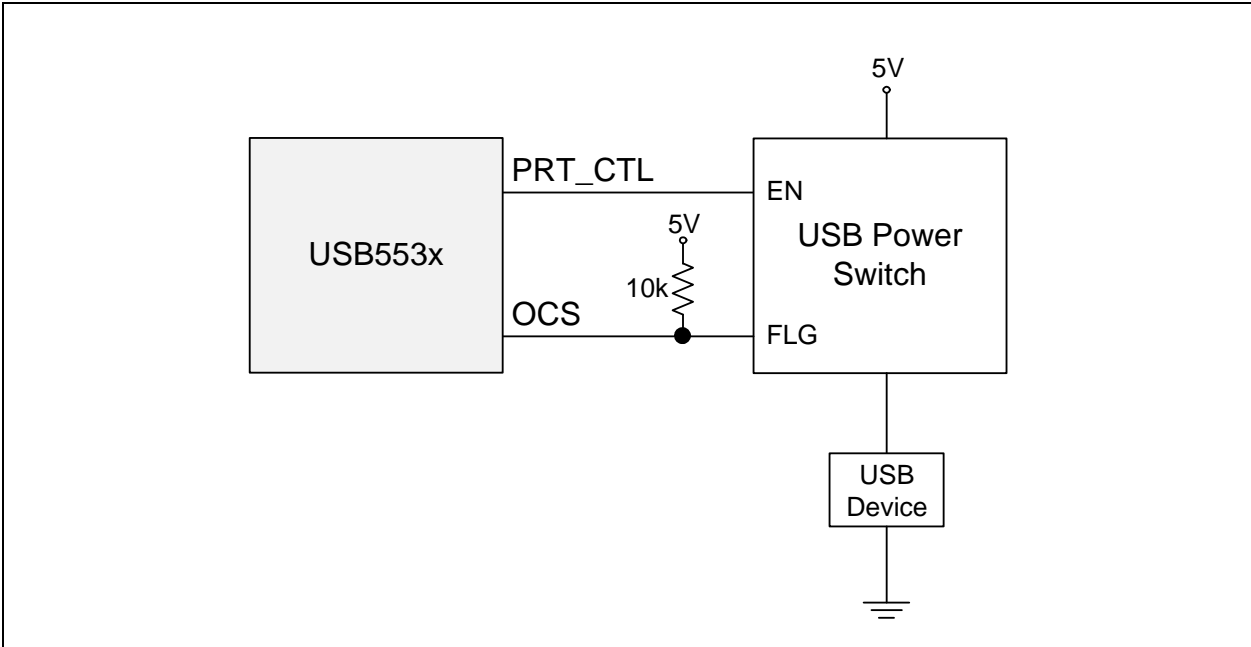 5V
PRT_CTL
EN
5V
USB Power
Switch
USB553x
10k
OCS
FLG
USB
Device